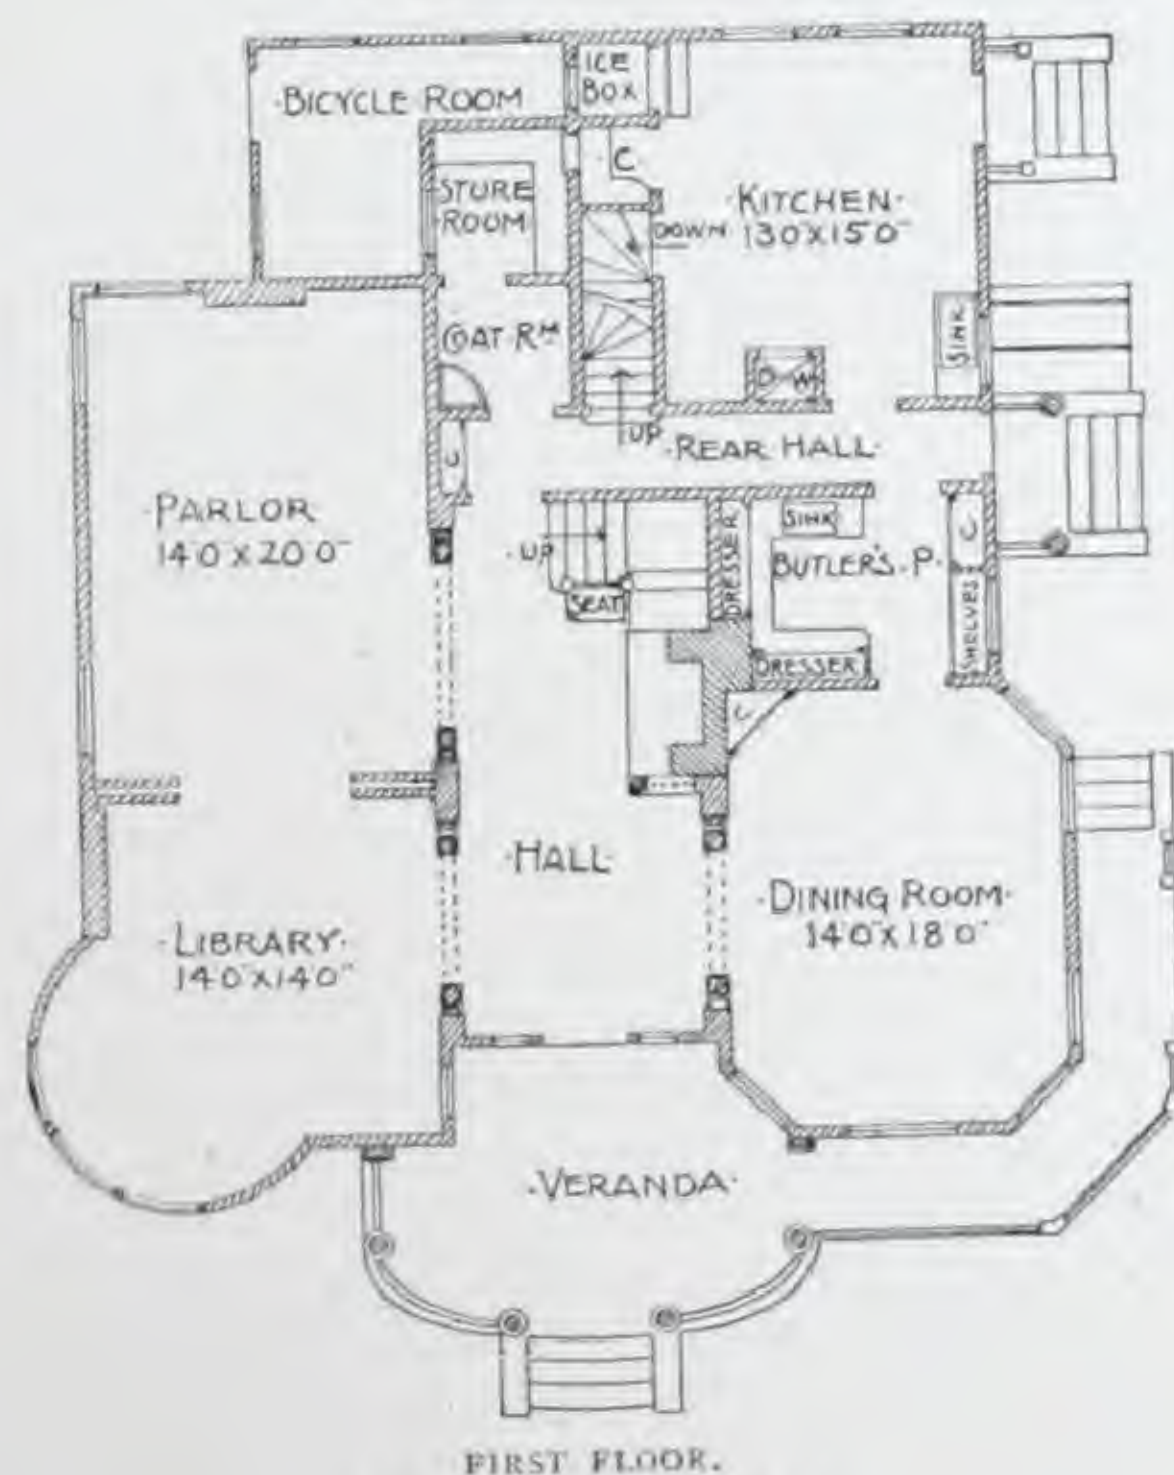 ICE
BOX
·BICYCLE ROOM
C
STORE
ROOM
·KITCHEN·
13'0"X15'0"
DOWN
COAT RM
SINK
D W
UP
·REAR HALL·
C
PARLOR
14'0"X20'0"
SINK
DRESSER
·UP
BUTLER'S·P·
C
SEAT
SHELVES
DRESSER
C
·HALL·
·DINING ROOM·
14'0"X18'0"
·LIBRARY·
14'0"X14'0"
·VERANDA·
FIRST FLOOR.